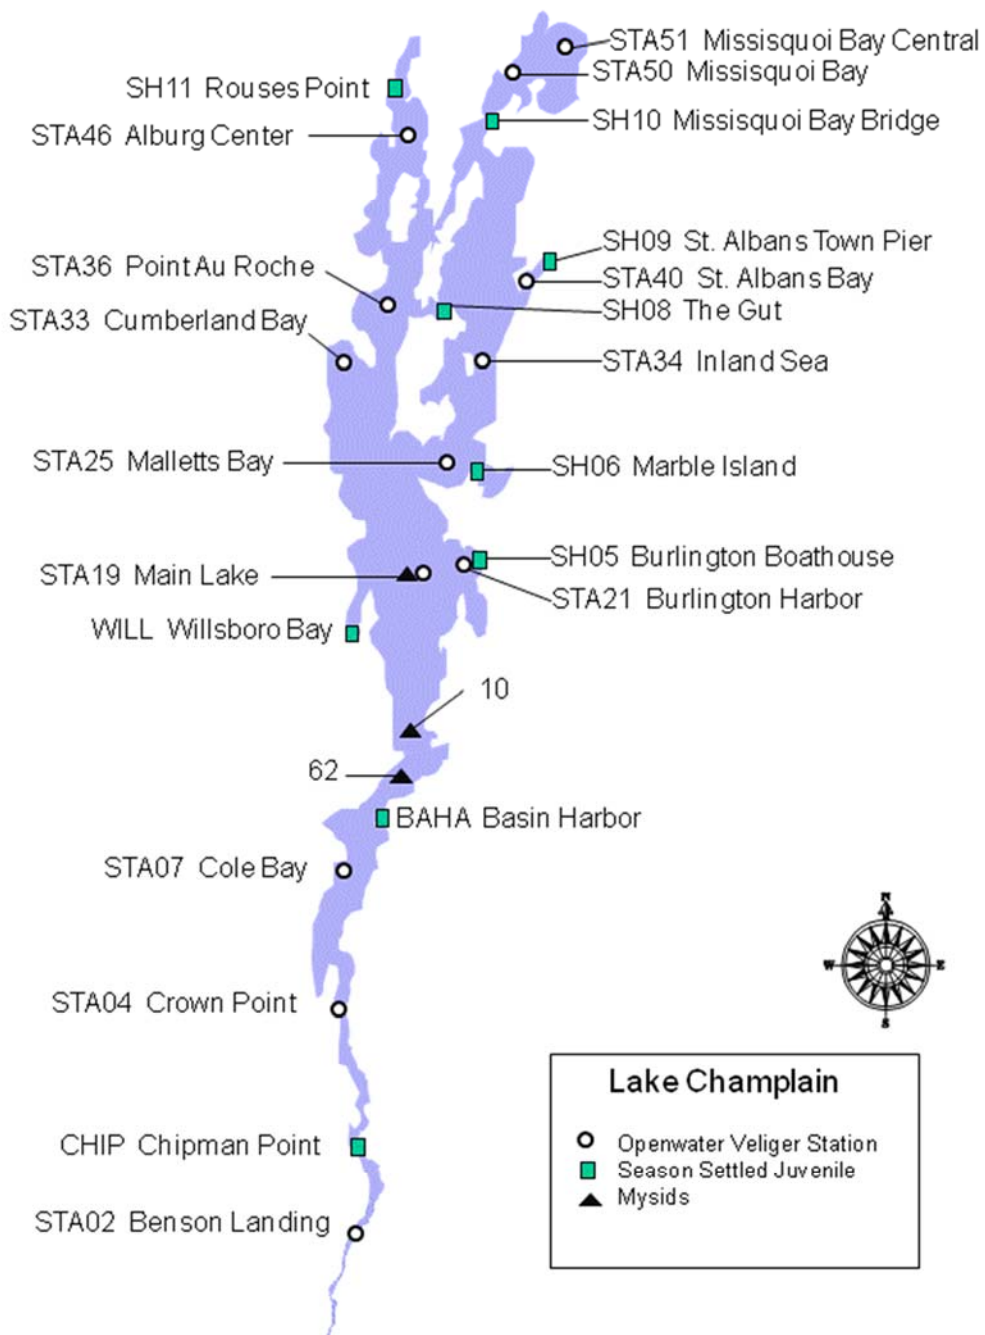 STA51 Missisquoi Bay Central
STA50 Missisquoi Bay
SH11 Rouses Point
SH10 Missisquoi Bay Bridge
STA46 Alburg Center
SH09 St. Albans Town Pier
STA36 Point Au Roche
STA40 St. Albans Bay
SH08 The Gut
STA33 Cumberland Bay
STA34 Inland Sea
STA25 Malletts Bay
SH06 Marble Island
SH05 Burlington Boathouse
STA19 Main Lake
STA21 Burlington Harbor
WILL Willsboro Bay
10
62
BAHA Basin Harbor
STA07 Cole Bay
N
W
E
S
STA04 Crown Point
Lake Champlain
Openwater Veliger Station
Season Settled Juvenile
Mysids
CHIP Chipman Point
STA02 Benson Landing